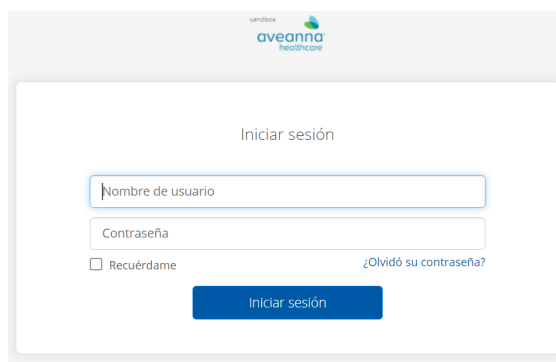 sandbox
aveanna
healthcare
Iniciar sesión
Nombre de usuario
Contraseña
Recuérdame
¿Olvidó su contraseña?
Iniciar sesión